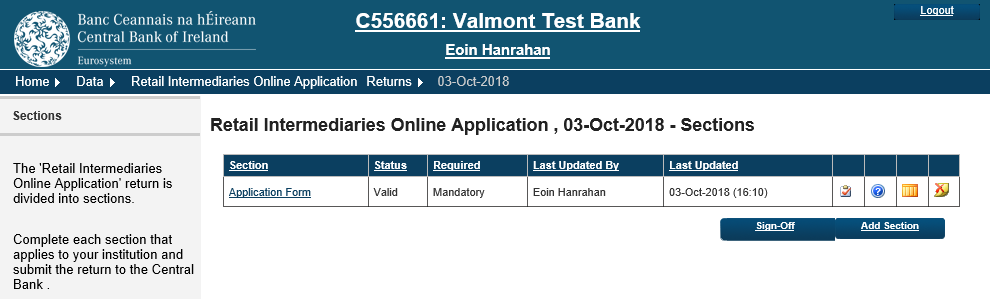 Banc Ceannais na hÉireann
Central Bank of Ireland
Eurosystem
C556661: Valmont Test Bank
Eoin Hanrahan
Logout
Home Data Retail Intermediaries Online Application Returns 03-Oct-2018
Sections
The 'Retail Intermediaries
Online Application' return is
divided into sections.
Complete each section that
applies to your institution and
submit the return to the Central
Bank .
Retail Intermediaries Online Application , 03-Oct-2018 - Sections
Section Status Required Last Updated By Last Updated
Application Form Valid Mandatory Eoin Hanrahan 03-Oct-2018 (16:10)
Sign-Off Add Section